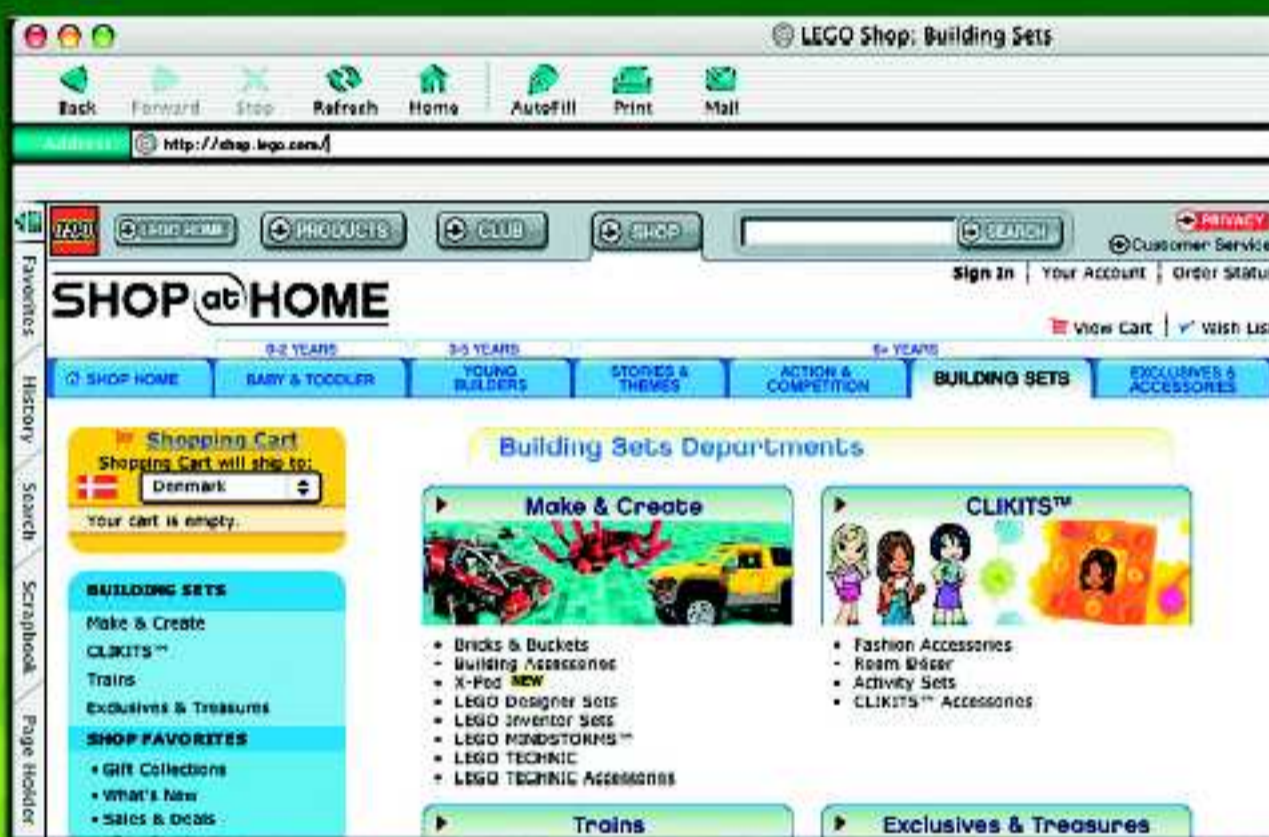 LEGO Shop: Building Sets
Back Forward Stop Refresh Home AutoFill Print Mail
Address http://shop.lego.com/
LEGO LEGO HOME PRODUCTS CLUB SHOP SEARCH PRIVACY
Customer Service
Sign In | Your Account | Order Status
SHOP at HOME
View Cart | Wish List
0-2 YEARS 3-5 YEARS 6+ YEARS
SHOP HOME BABY & TODDLER YOUNG BUILDERS STORIES & THEMES ACTION & COMPETITION BUILDING SETS EXCLUSIVES & ACCESSORIES
Favorites
History
Search
Scrapbook
Page Holder
Shopping Cart
Shopping Cart will ship to:
Denmark
Your cart is empty.
BUILDING SETS
Make & Create
CLIKITS™
Trains
Exclusives & Treasures
SHOP FAVORITES
• Gift Collections
• What's New
• Sales & Deals
Building Sets Departments
Make & Create
• Bricks & Buckets
• Building Accessories
• X-Pod NEW
• LEGO Designer Sets
• LEGO Inventor Sets
• LEGO MINDSTORMS™
• LEGO TECHNIC
• LEGO TECHNIC Accessories
CLIKITS™
• Fashion Accessories
• Room Décor
• Activity Sets
• CLIKITS™ Accessories
Trains
Exclusives & Treasures